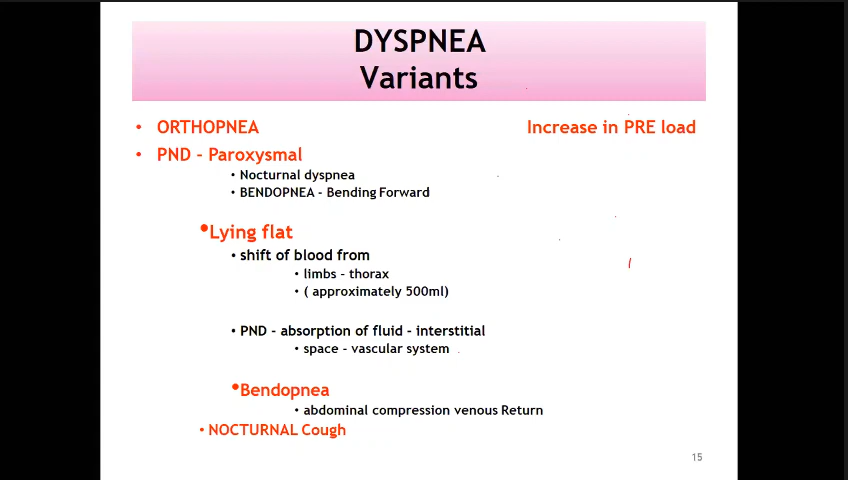 DYSPNEA
Variants
• ORTHOPNEA Increase in PRE load
• PND - Paroxysmal
• Nocturnal dyspnea
• BENDOPNEA - Bending Forward
• Lying flat
• shift of blood from
• limbs - thorax
• ( approximately 500ml)
• PND - absorption of fluid - interstitial
• space - vascular system
• Bendopnea
• abdominal compression venous Return
• NOCTURNAL Cough
15